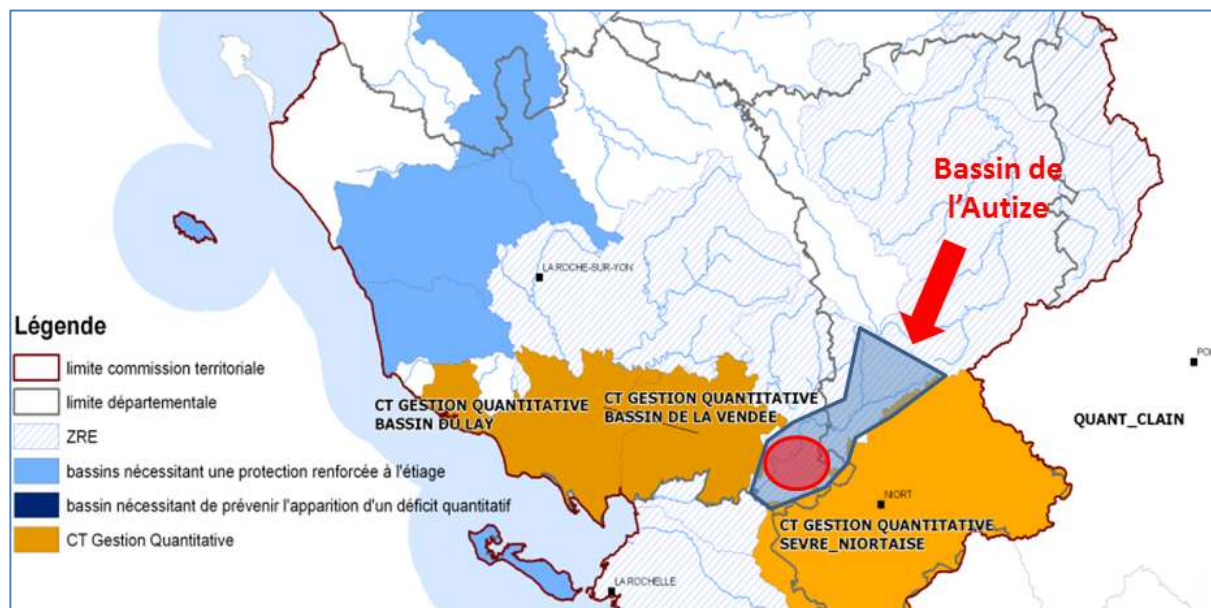 Bassin de
l'Autize
LA ROCHE-SUR-YON
Légende
limite commission territoriale
limite départementale
ZRE
bassins nécessitant une protection renforcée à l'étiage
bassin nécessitant de prévenir l'apparition d'un déficit quantitatif
CT Gestion Quantitative
CT GESTION QUANTITATIVE
BASSIN DU LAY
CT GESTION QUANTITATIVE
BASSIN DE LA VENDEE
QUANT_CLAIN
NIORT
CT GESTION QUANTITATIVE
SEVRE_NIORTAISE
LA ROCHELLE